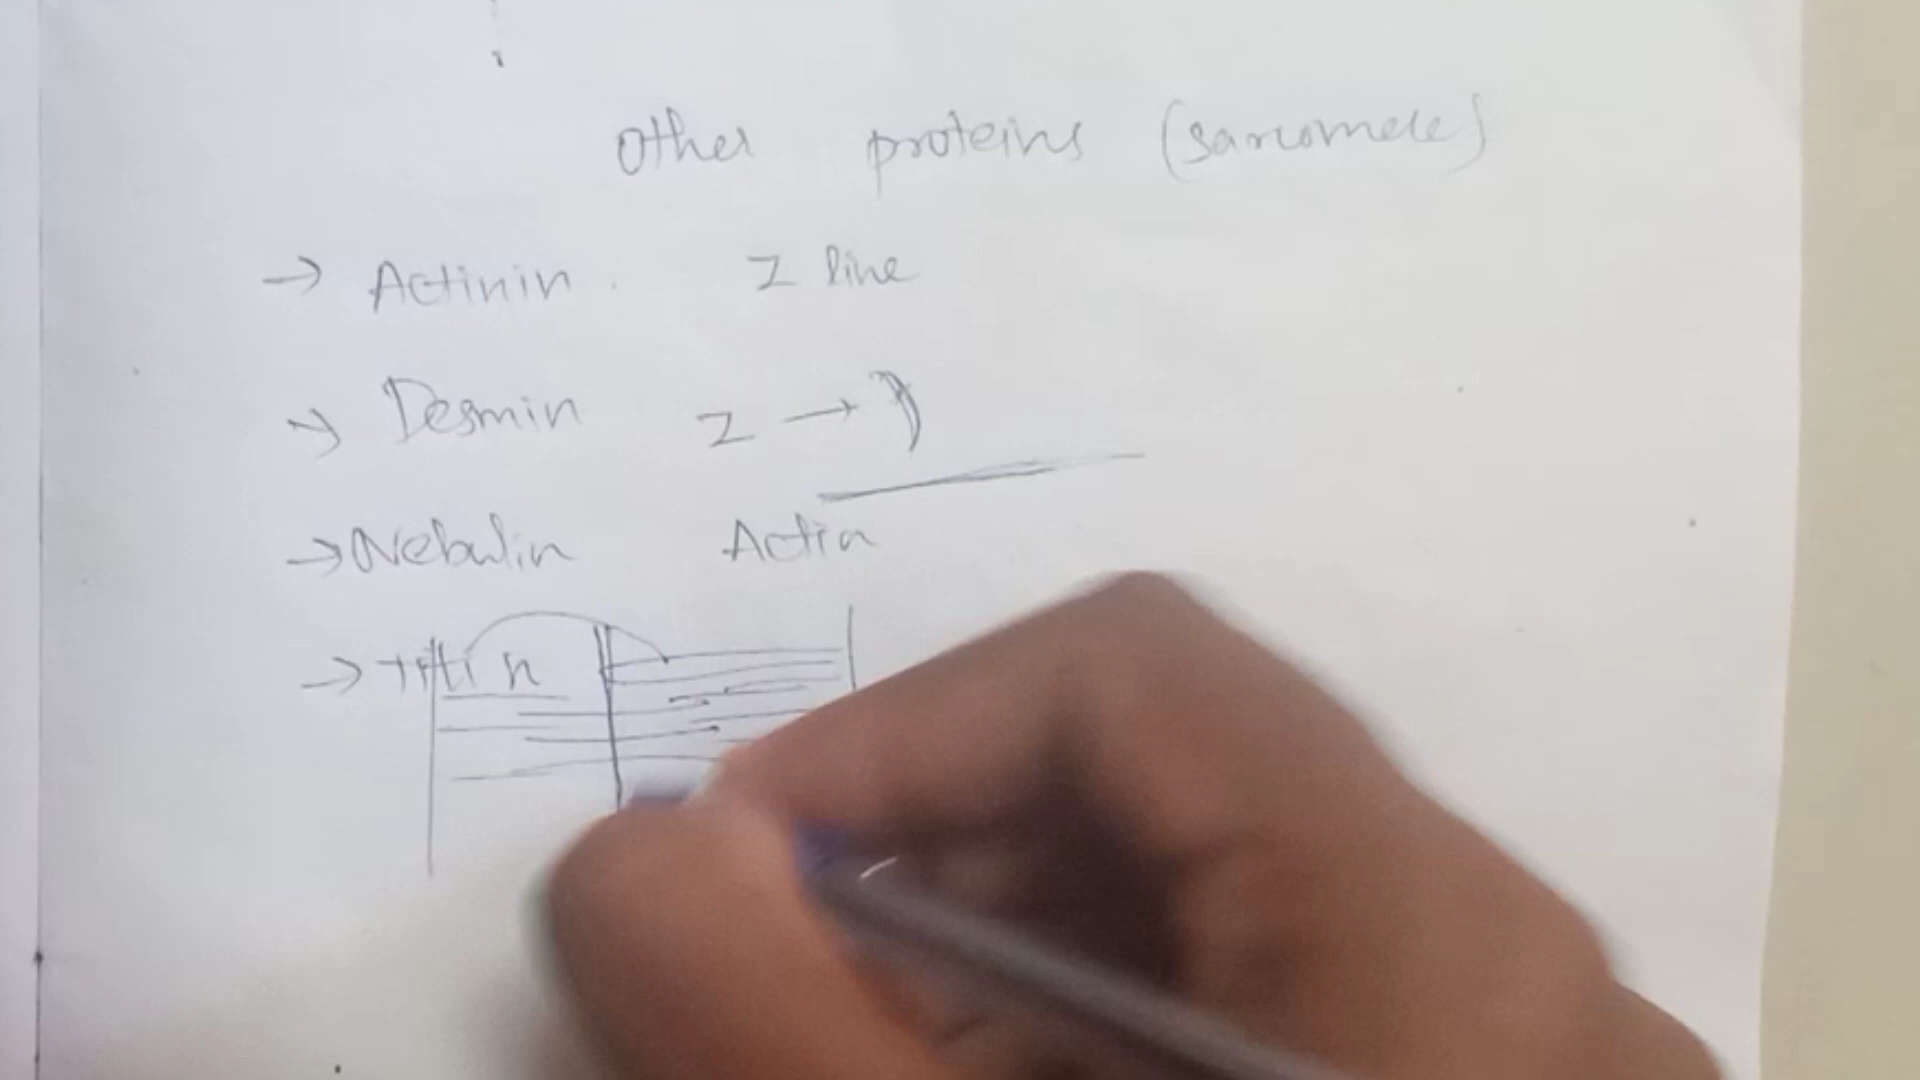 Other proteins (sarcomere)
→ Actinin. Z line
→ Desmin Z →
→ Nebulin Actin
→ Titin